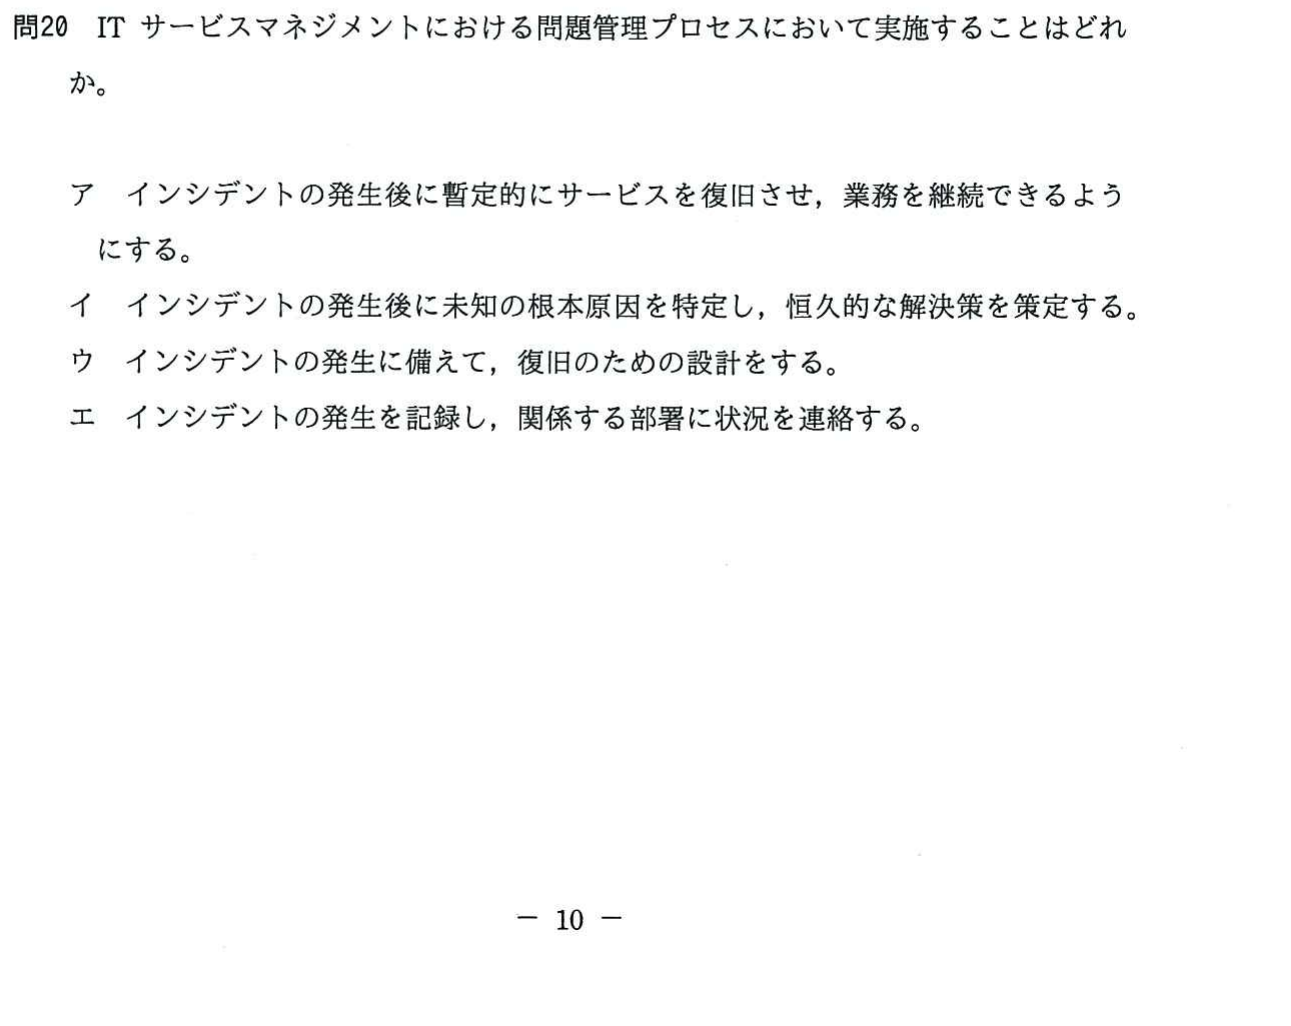 問20 IT サービスマネジメントにおける問題管理プロセスにおいて実施することはどれ
か。
ア インシデントの発生後に暫定的にサービスを復旧させ，業務を継続できるよう
にする。
イ インシデントの発生後に未知の根本原因を特定し，恒久的な解決策を策定する。
ウ インシデントの発生に備えて，復旧のための設計をする。
エ インシデントの発生を記録し，関係する部署に状況を連絡する。
－ 10 －